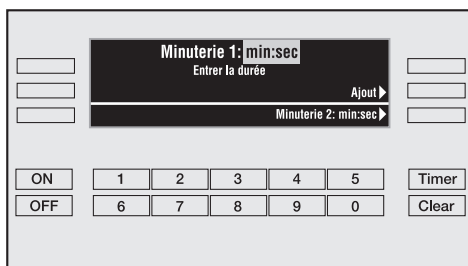 Minuterie 1: min:sec
Entrer la durée
Ajout
Minuterie 2: min:sec
ON 1 2 3 4 5 Timer
OFF 6 7 8 9 0 Clear